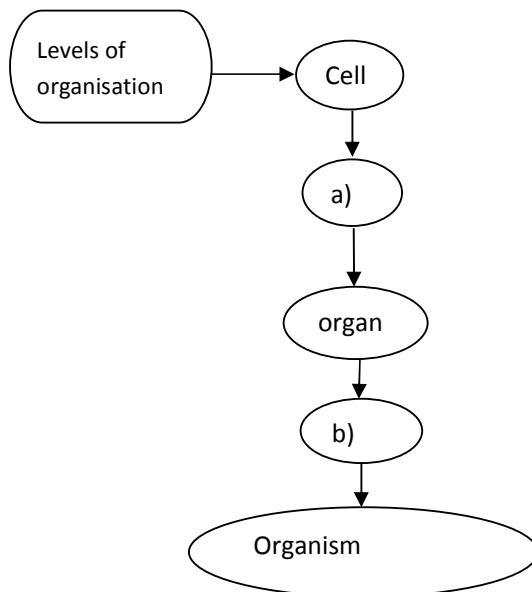 Levels of
organisation
Cell
a)
organ
b)
Organism